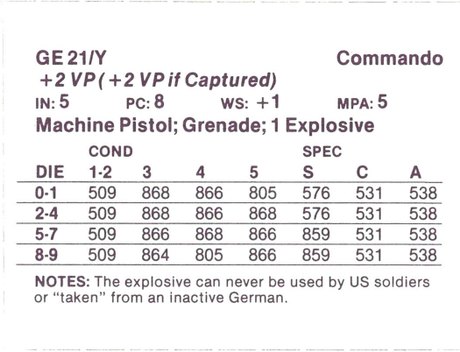 GE 21/Y Commando
+2 VP ( +2 VP if Captured)
IN: 5 PC: 8 WS: +1 MPA: 5
Machine Pistol; Grenade; 1 Explosive
COND SPEC
DIE 1-2 3 4 5 S C A
0-1 509 868 866 805 576 531 538
2-4 509 868 866 868 576 531 538
5-7 509 866 868 866 859 531 538
8-9 509 864 805 866 859 531 538
NOTES: The explosive can never be used by US soldiers
or “taken” from an inactive German.